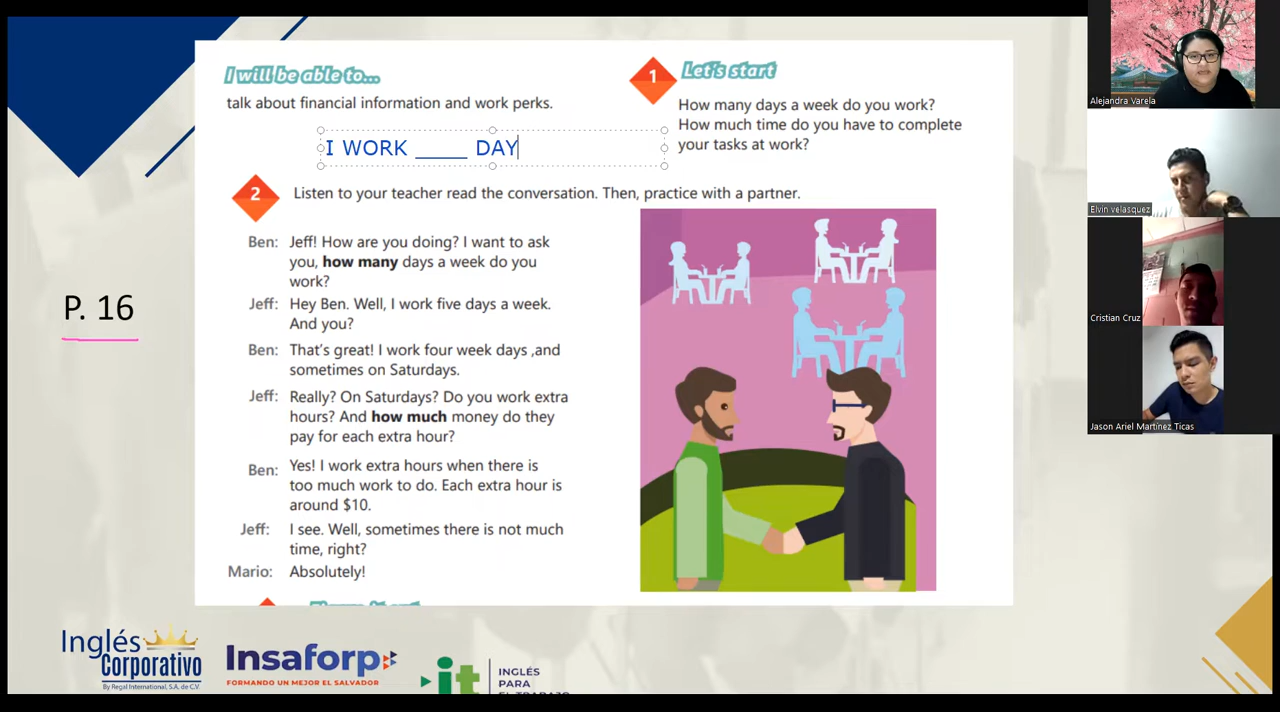 I will be able to...
talk about financial information and work perks.
I WORK _____ DAY
1
Let's start
How many days a week do you work?
How much time do you have to complete
your tasks at work?
2
Listen to your teacher read the conversation. Then, practice with a partner.
Ben: Jeff! How are you doing? I want to ask
you, how many days a week do you
work?
Jeff: Hey Ben. Well, I work five days a week.
And you?
Ben: That's great! I work four week days ,and
sometimes on Saturdays.
Jeff: Really? On Saturdays? Do you work extra
hours? And how much money do they
pay for each extra hour?
Ben: Yes! I work extra hours when there is
too much work to do. Each extra hour is
around $10.
Jeff: I see. Well, sometimes there is not much
time, right?
Mario: Absolutely!
P. 16
Inglés
Corporativo
By Regal International, S.A. de C.V.
Insaforp
FORMANDO UN MEJOR EL SALVADOR
it
INGLÉS
PARA
EL TRABAJO
Alejandra Varela
Elvin velasquez
Cristian Cruz
Jason Ariel Martínez Ticas